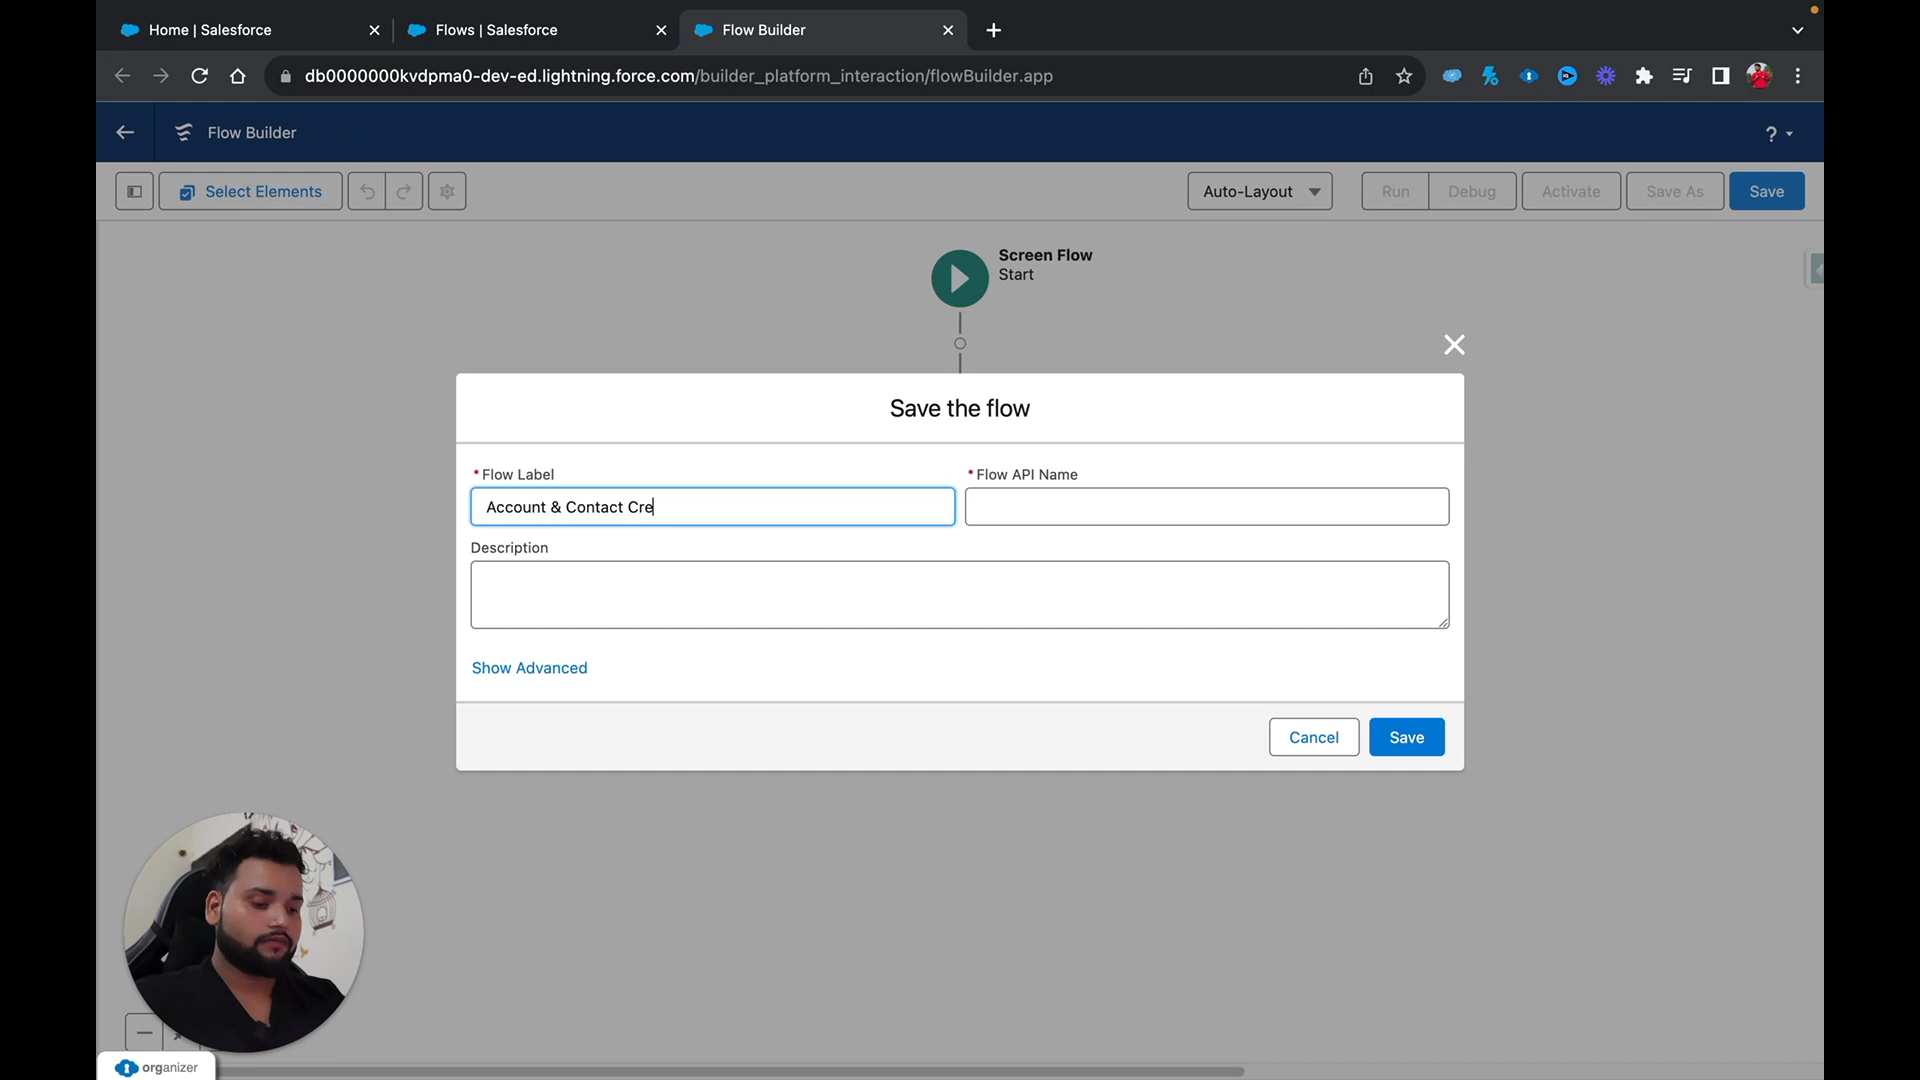 Home | Salesforce
Flows | Salesforce
Flow Builder
db0000000kvdpma0-dev-ed.lightning.force.com/builder_platform_interaction/flowBuilder.app
Flow Builder
?
Select Elements
Auto-Layout
Run
Debug
Activate
Save As
Save
Screen Flow
Start
Save the flow
* Flow Label
* Flow API Name
Account & Contact Cre
Description
Show Advanced
Cancel
Save
organizer